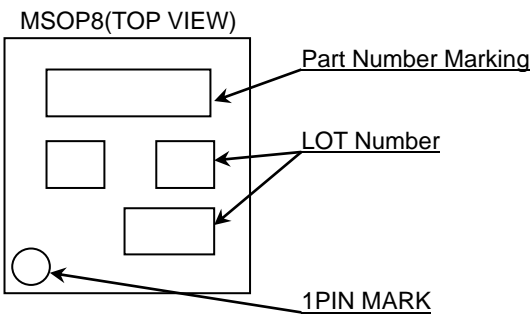 MSOP8(TOP VIEW)
Part Number Marking
LOT Number
1PIN MARK